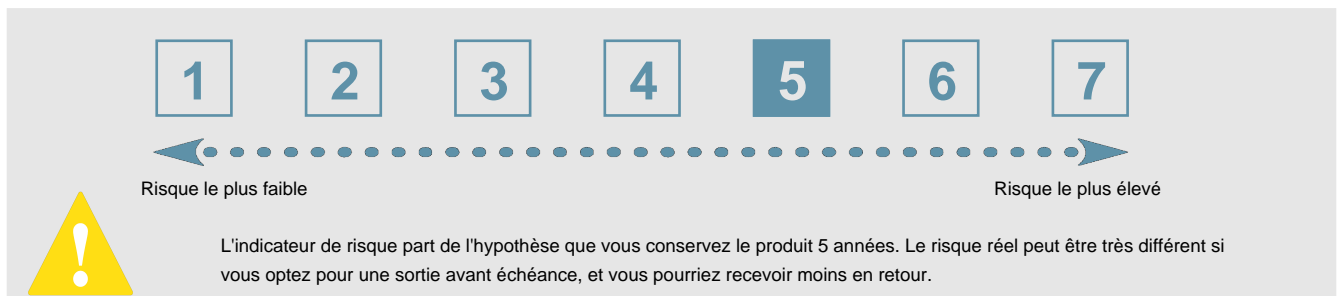 1 2 3 4 5 6 7
Risque le plus faible Risque le plus élevé
!
L'indicateur de risque part de l'hypothèse que vous conservez le produit 5 années. Le risque réel peut être très différent si
vous optez pour une sortie avant échéance, et vous pourriez recevoir moins en retour.